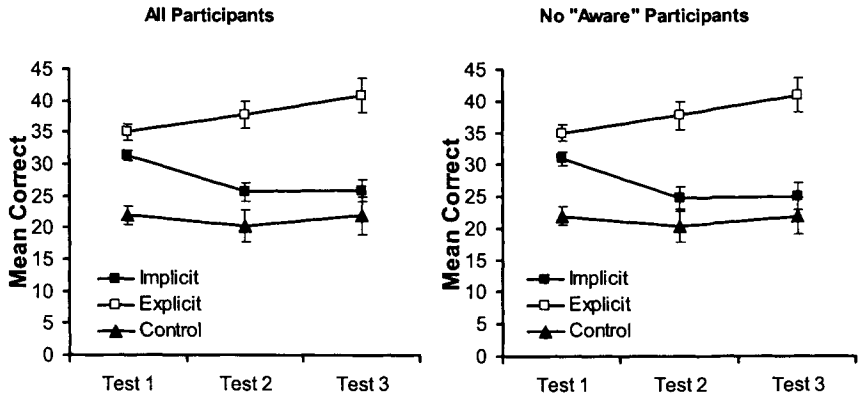 All Participants
45
40
35
30
25
20
15
10
5
0
Mean Correct
Implicit
Explicit
Control
Test 1 Test 2 Test 3
No "Aware" Participants
45
40
35
30
25
20
15
10
5
0
Mean Correct
Implicit
Explicit
Control
Test 1 Test 2 Test 3